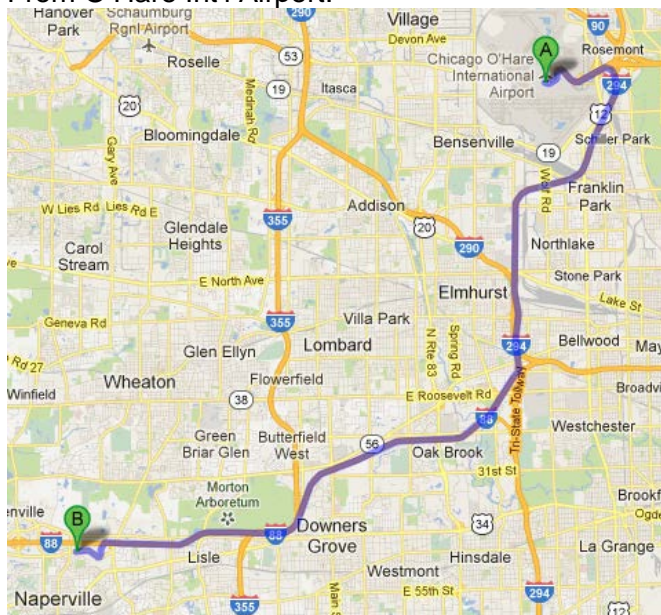 From O'Hare Int'l Airport:
Hanover
Park
Schaumburg
Rgnl Airport
290
Village
Devon Ave
90
Rosemont
A
Chicago O'Hare
International
Airport
294
53
Roselle
Medinah Rd
19
Itasca
12
20
Bloomingdale
Gary Ave
Bensenville
Schiller Park
19
Wolf Rd
Franklin
Park
W Lies Rd
Lies Rd E
Addison
355
20
Glendale
Heights
Carol
Stream
290
Northlake
E North Ave
Stone Park
Elmhurst
Lake St
Geneva Rd
355
Villa Park
N Rte 83
Spring Rd
294
Bellwood
May
Rd 27
Glen Ellyn
Lombard
Winfield
Wheaton
Flowerfield
E Roosevelt Rd
Broadvi
38
88
Tri-State Tollway
Westchester
Green
Briar Glen
Butterfield
West
56
Oak Brook
31st St
Morton
Arboretum
Brookf
enville
B
34
Ogde
88
Downers
Grove
88
Lisle
Hinsdale
La Grange
Naperville
Westmont
Main S
E 55th St
355
294
12